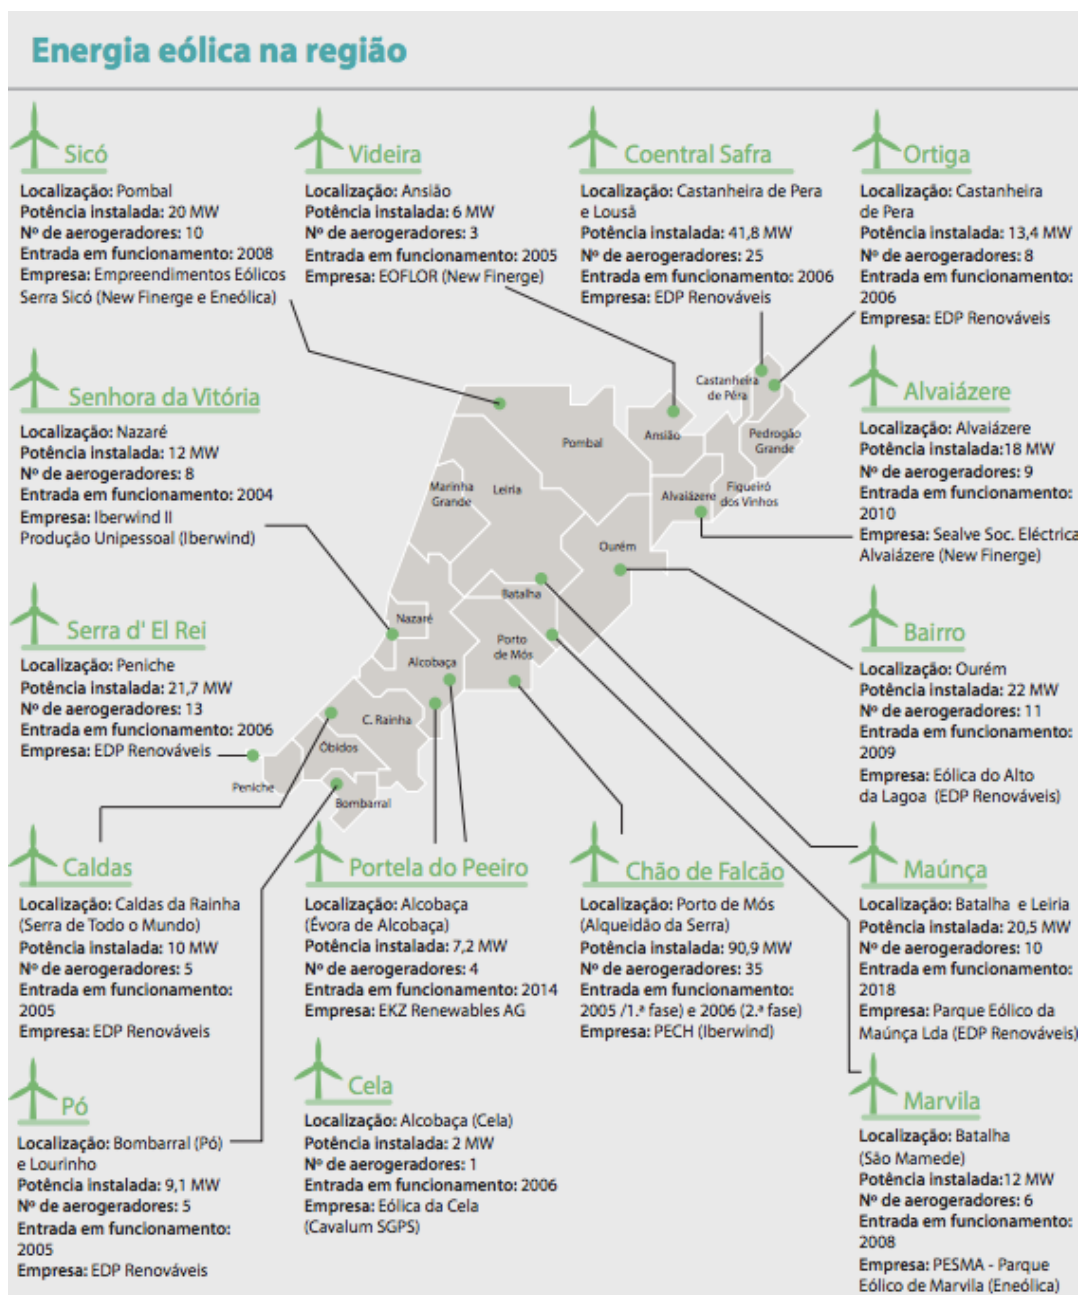 Energia eólica na região
Sicó
Localização: Pombal
Potência instalada: 20 MW
Nº de aerogeradores: 10
Entrada em funcionamento: 2008
Empresa: Empreendimentos Eólicos
Serra Sicó (New Finerge e Eneólica)
Videira
Localização: Ansião
Potência instalada: 6 MW
Nº de aerogeradores: 3
Entrada em funcionamento: 2005
Empresa: EOFLOR (New Finerge)
Coentral Safra
Localização: Castanheira de Pera
e Lousã
Potência instalada: 41,8 MW
Nº de aerogeradores: 25
Entrada em funcionamento: 2006
Empresa: EDP Renováveis
Ortiga
Localização: Castanheira
de Pera
Potência instalada: 13,4 MW
Nº de aerogeradores: 8
Entrada em funcionamento:
2006
Empresa: EDP Renováveis
Senhora da Vitória
Localização: Nazaré
Potência instalada: 12 MW
Nº de aerogeradores: 8
Entrada em funcionamento: 2004
Empresa: Iberwind II
Produção Unipessoal (Iberwind)
Alvaiázere
Localização: Alvaiázere
Potência instalada:18 MW
Nº de aerogeradores: 9
Entrada em funcionamento:
2010
Empresa: Sealve Soc. Eléctrica
Alvaiázere (New Finerge)
Castanheira
de Pêra
Pombal
Ansião
Pedrogão
Grande
Marinha
Grande
Leiria
Alvaiázere
Figueiró
dos Vinhos
Ourém
Batalha
Nazaré
Porto
de Mós
Alcobaça
C. Rainha
Óbidos
Peniche
Bombarral
Serra d' El Rei
Localização: Peniche
Potência instalada: 21,7 MW
Nº de aerogeradores: 13
Entrada em funcionamento: 2006
Empresa: EDP Renováveis
Bairro
Localização: Ourém
Potência instalada: 22 MW
Nº de aerogeradores: 11
Entrada em funcionamento:
2009
Empresa: Eólica do Alto
da Lagoa (EDP Renováveis)
Caldas
Localização: Caldas da Rainha
(Serra de Todo o Mundo)
Potência instalada: 10 MW
Nº de aerogeradores: 5
Entrada em funcionamento:
2005
Empresa: EDP Renováveis
Portela do Peeiro
Localização: Alcobaça
(Évora de Alcobaça)
Potência instalada: 7,2 MW
Nº de aerogeradores: 4
Entrada em funcionamento: 2014
Empresa: EKZ Renewables AG
Chão de Falcão
Localização: Porto de Mós
(Alqueidão da Serra)
Potência instalada: 90,9 MW
Nº de aerogeradores: 35
Entrada em funcionamento:
2005 /1.ª fase) e 2006 (2.ª fase)
Empresa: PECH (Iberwind)
Maúnça
Localização: Batalha e Leiria
Potência instalada: 20,5 MW
Nº de aerogeradores: 10
Entrada em funcionamento:
2018
Empresa: Parque Eólico da
Maúnça Lda (EDP Renováveis)
Pó
Localização: Bombarral (Pó)
e Lourinho
Potência instalada: 9,1 MW
Nº de aerogeradores: 5
Entrada em funcionamento:
2005
Empresa: EDP Renováveis
Cela
Localização: Alcobaça (Cela)
Potência instalada: 2 MW
Nº de aerogeradores: 1
Entrada em funcionamento: 2006
Empresa: Eólica da Cela
(Cavalum SGPS)
Marvila
Localização: Batalha
(São Mamede)
Potência instalada:12 MW
Nº de aerogeradores: 6
Entrada em funcionamento:
2008
Empresa: PESMA - Parque
Eólico de Marvila (Eneólica)